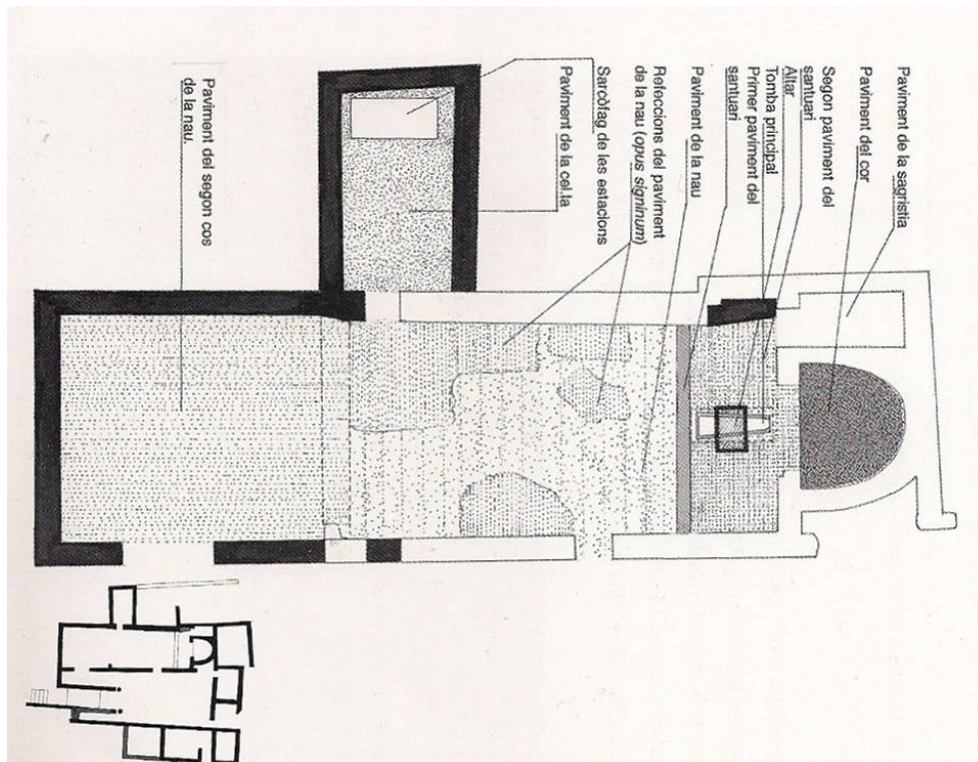 Paviment de la sagristia
Paviment del cor
Segon paviment del
santuari
Altar
Tomba principal
Primer paviment del
santuari
Paviment de la nau
Refeccions del paviment
de la nau (opus signinum)
Sarcòfag de les estacions
Paviment de la cel.la
Paviment del segon cos
de la nau.